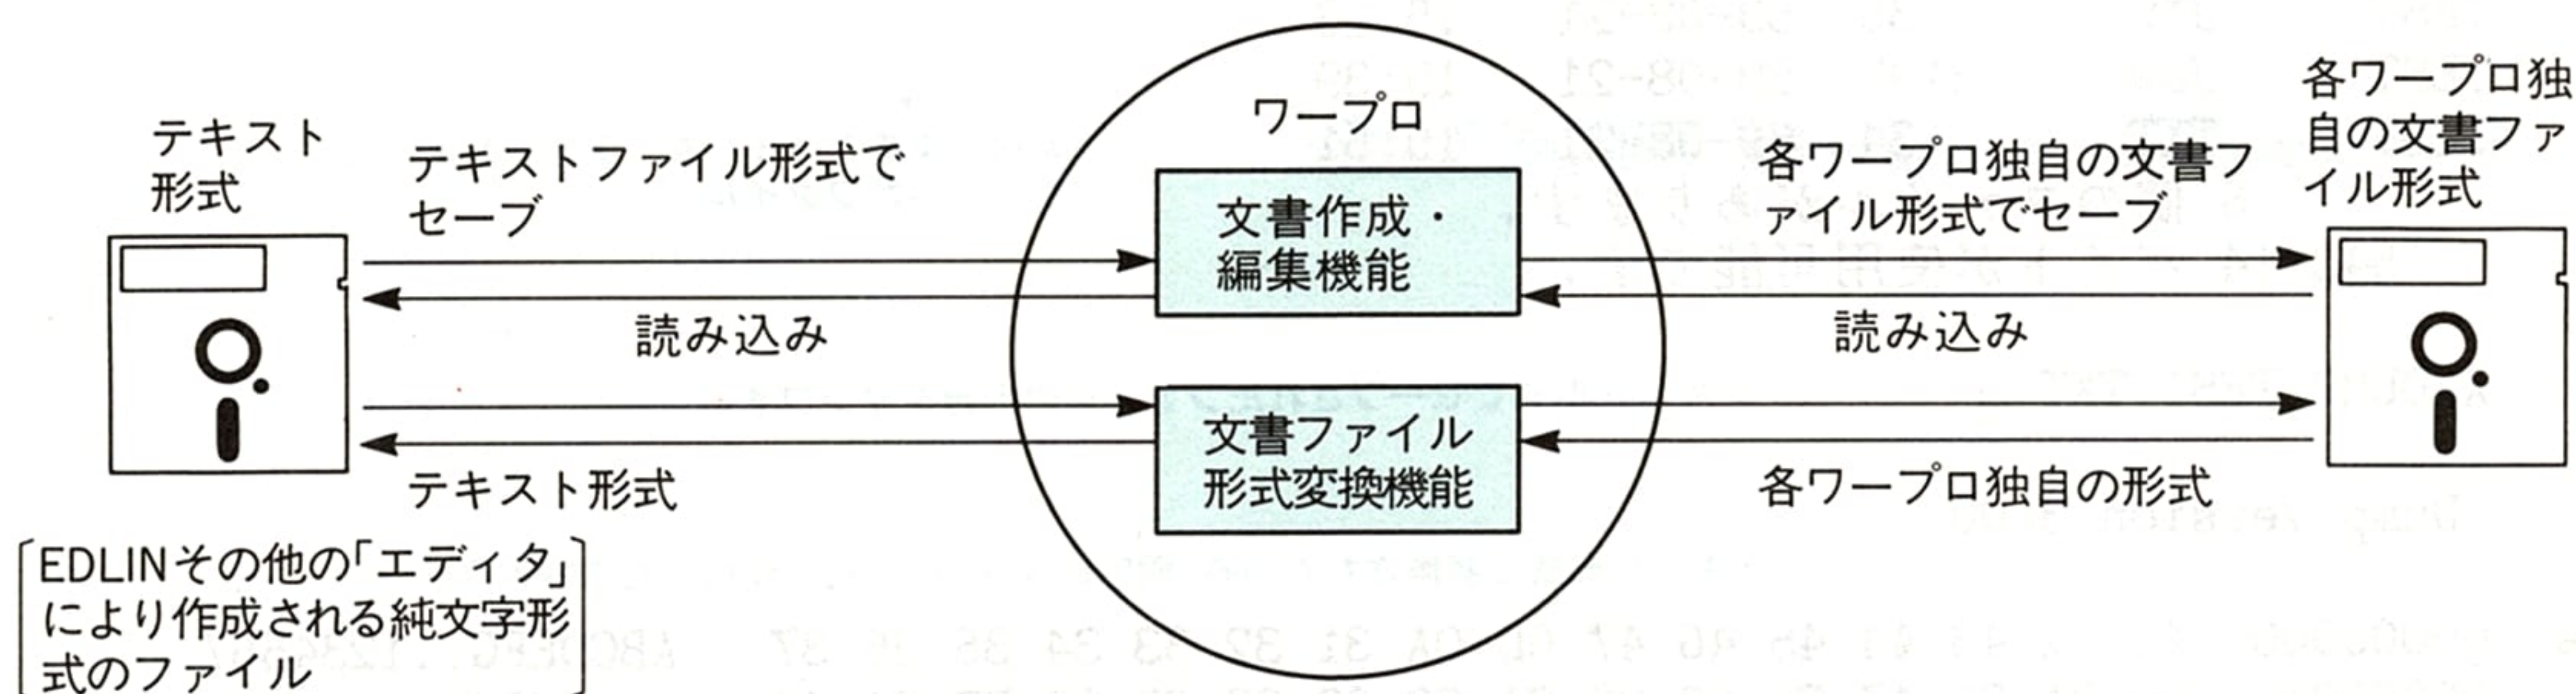 テキスト
形式
テキストファイル形式で
セーブ
読み込み
テキスト形式
EDLINその他の「エディタ」
により作成される純文字形
式のファイル
ワープロ
文書作成・
編集機能
文書ファイル
形式変換機能
各ワープロ独自の文書フ
ァイル形式でセーブ
読み込み
各ワープロ独自の形式
各ワープロ独
自の文書ファ
イル形式